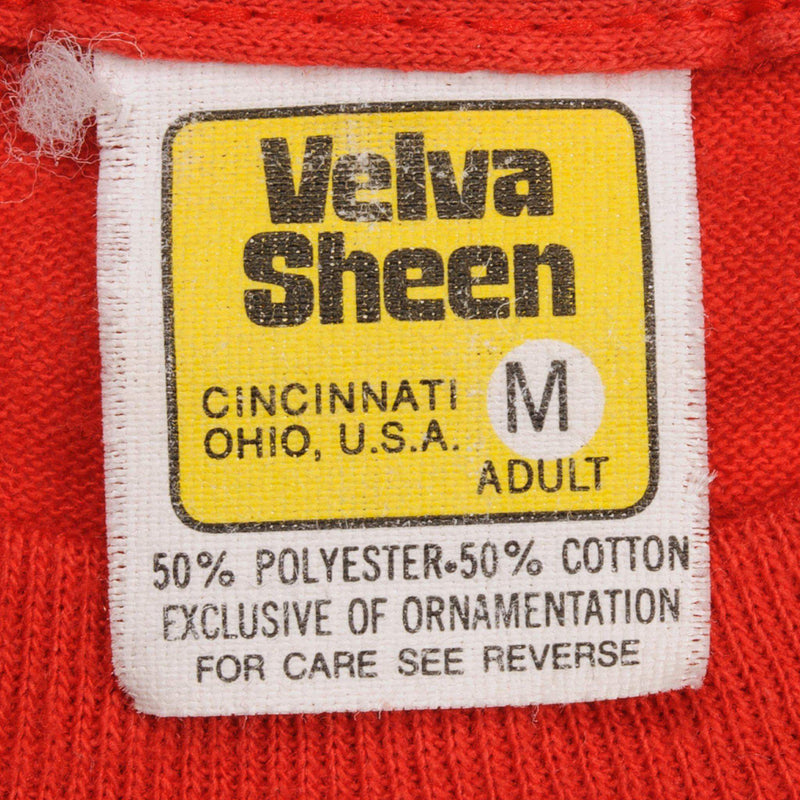 Velva
Sheen
CINCINNATI
OHIO, U.S.A.
M
ADULT
50% POLYESTER•50% COTTON
EXCLUSIVE OF ORNAMENTATION
FOR CARE SEE REVERSE